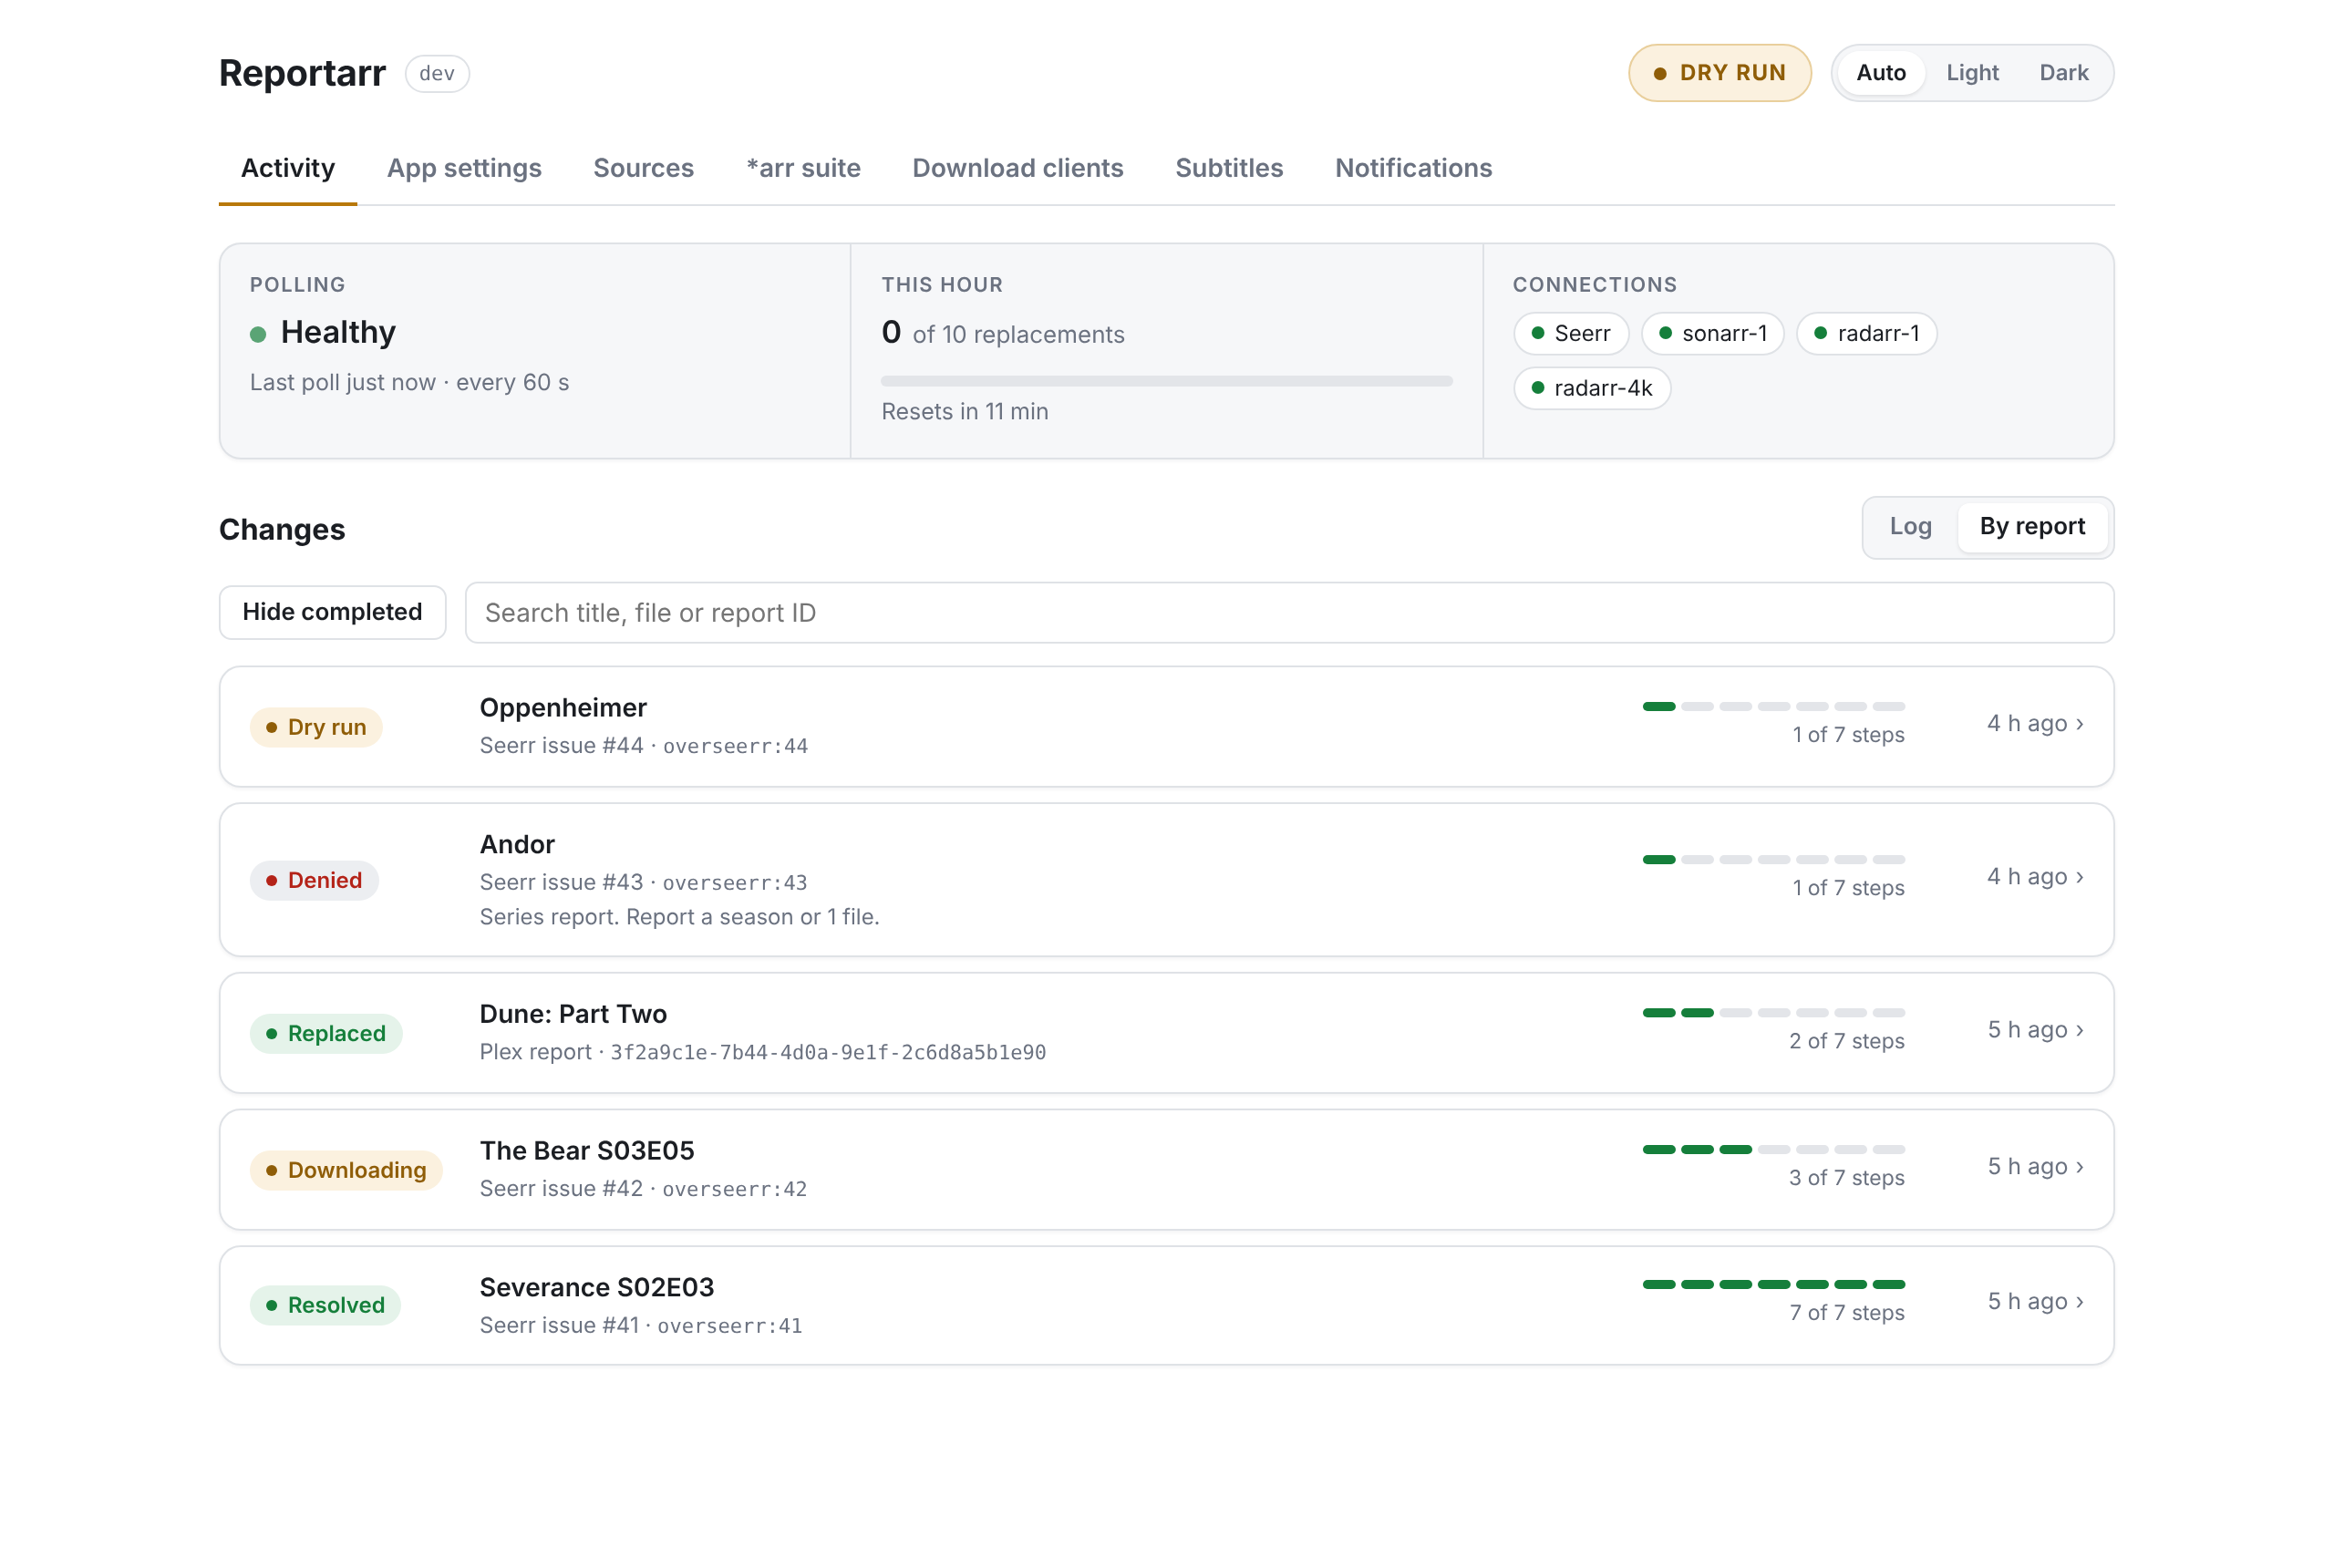 Reportarr dev
DRY RUN
Auto Light Dark
Activity App settings Sources *arr suite Download clients Subtitles Notifications
POLLING
Healthy
Last poll just now · every 60 s
THIS HOUR
0 of 10 replacements
Resets in 11 min
CONNECTIONS
Seerr sonarr-1 radarr-1
radarr-4k
Changes
Log By report
Hide completed
Search title, file or report ID
Dry run
Oppenheimer
Seerr issue #44 · overseerr:44
1 of 7 steps
4 h ago ›
Denied
Andor
Seerr issue #43 · overseerr:43
Series report. Report a season or 1 file.
1 of 7 steps
4 h ago ›
Replaced
Dune: Part Two
Plex report · 3f2a9c1e-7b44-4d0a-9e1f-2c6d8a5b1e90
2 of 7 steps
5 h ago ›
Downloading
The Bear S03E05
Seerr issue #42 · overseerr:42
3 of 7 steps
5 h ago ›
Resolved
Severance S02E03
Seerr issue #41 · overseerr:41
7 of 7 steps
5 h ago ›